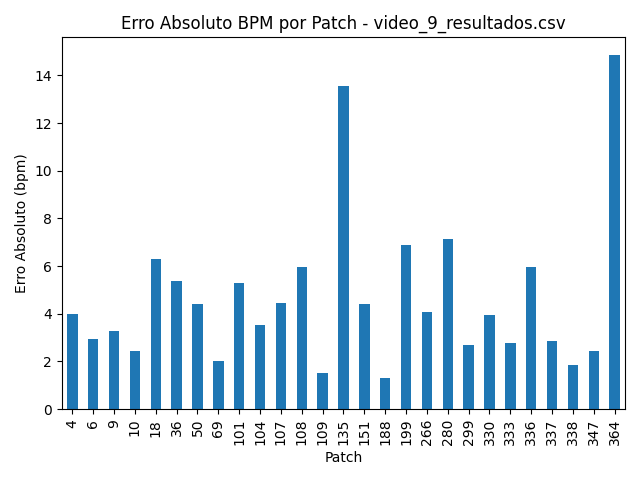 Erro Absoluto BPM por Patch - video_9_resultados.csv
Erro Absoluto (bpm)
14
12
10
8
6
4
2
0
4 6 9 10 18 36 50 69 101 104 107 108 109 135 151 188 199 266 280 299 330 333 336 337 338 347 364
Patch